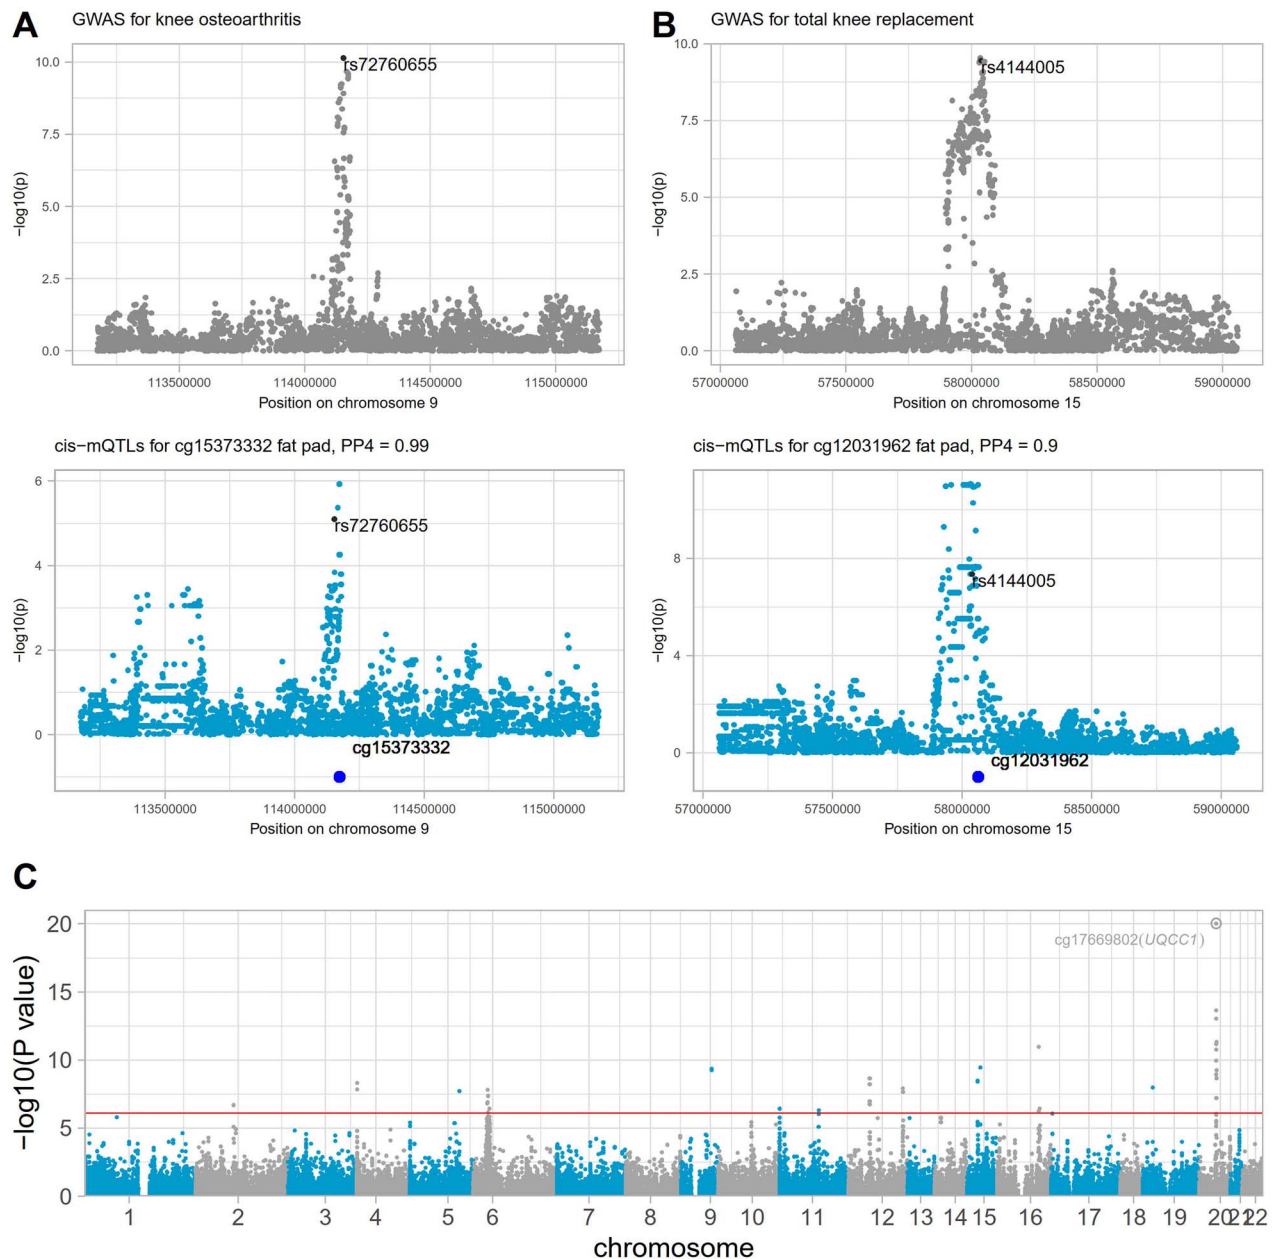 A
GWAS for knee osteoarthritis
−log10(p)
10.0
7.5
5.0
2.5
0.0
rs72760655
113500000 114000000 114500000 115000000
Position on chromosome 9
B
GWAS for total knee replacement
−log10(p)
10.0
7.5
5.0
2.5
0.0
rs4144005
57000000 57500000 58000000 58500000 59000000
Position on chromosome 15
cis−mQTLs for cg15373332 fat pad, PP4 = 0.99
−log10(p)
6
4
2
0
rs72760655
cg15373332
113500000 114000000 114500000 115000000
Position on chromosome 9
cis−mQTLs for cg12031962 fat pad, PP4 = 0.9
−log10(p)
8
4
0
rs4144005
cg12031962
57000000 57500000 58000000 58500000 59000000
Position on chromosome 15
C
−log10(P value)
20
15
10
5
0
cg17669802(UQCC1)
1 2 3 4 5 6 7 8 9 10 11 12 13 14 15 16 17 18 19 20 21 22
chromosome